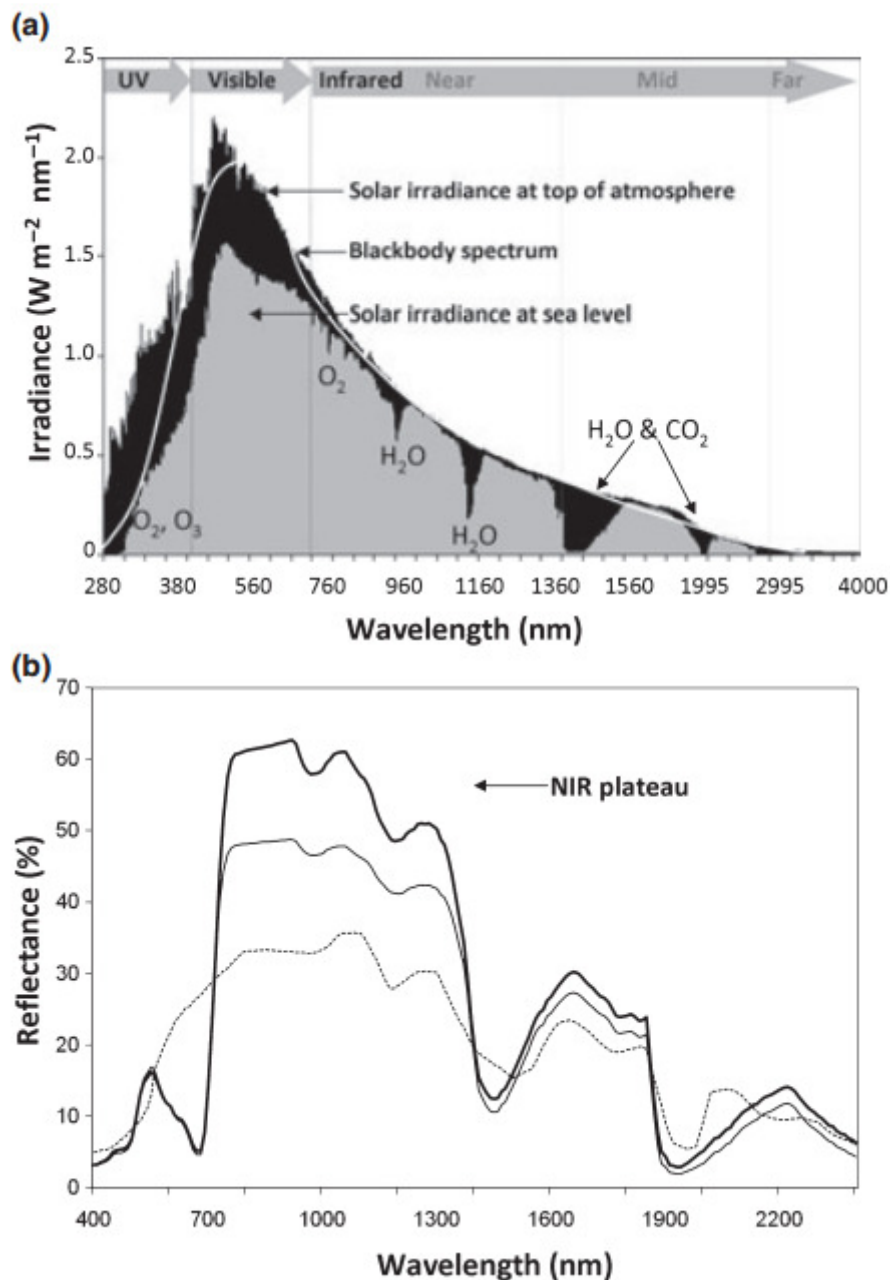 (a)
2.5
UV Visible Infrared Near Mid Far
2.0
Solar irradiance at top of atmosphere
1.5
Blackbody spectrum
Solar irradiance at sea level
1.0
O₂
H₂O & CO₂
0.5
H₂O
O₂, O₃
H₂O
0
280 380 560 760 960 1160 1360 1560 1995 2995 4000
Irradiance (W m⁻² nm⁻¹)
Wavelength (nm)
(b)
70
60
NIR plateau
50
40
30
20
10
0
400 700 1000 1300 1600 1900 2200
Reflectance (%)
Wavelength (nm)